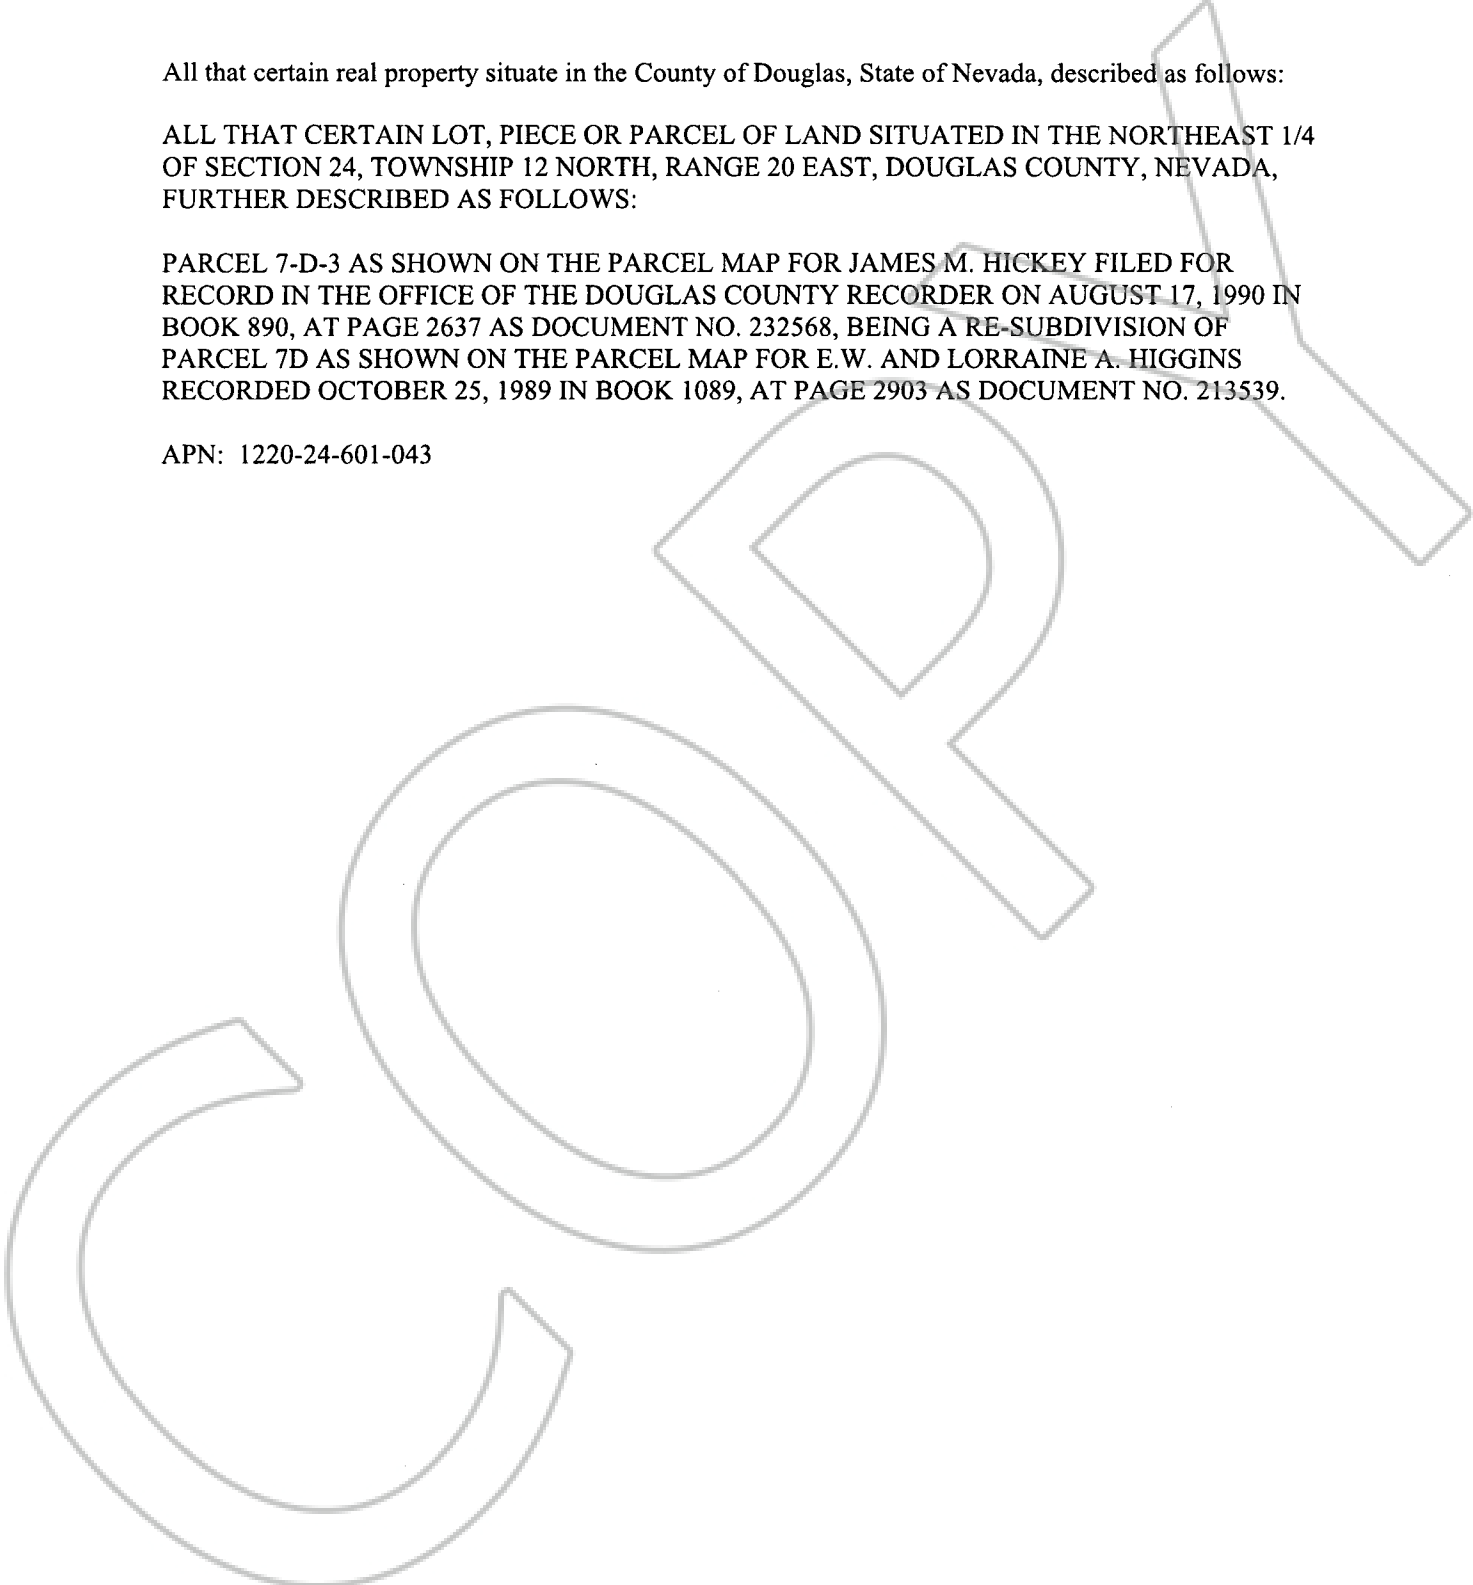 All that certain real property situate in the County of Douglas, State of Nevada, described as follows:
ALL THAT CERTAIN LOT, PIECE OR PARCEL OF LAND SITUATED IN THE NORTHEAST 1/4
OF SECTION 24, TOWNSHIP 12 NORTH, RANGE 20 EAST, DOUGLAS COUNTY, NEVADA,
FURTHER DESCRIBED AS FOLLOWS:
PARCEL 7-D-3 AS SHOWN ON THE PARCEL MAP FOR JAMES M. HICKEY FILED FOR
RECORD IN THE OFFICE OF THE DOUGLAS COUNTY RECORDER ON AUGUST 17, 1990 IN
BOOK 890, AT PAGE 2637 AS DOCUMENT NO. 232568, BEING A RE-SUBDIVISION OF
PARCEL 7D AS SHOWN ON THE PARCEL MAP FOR E.W. AND LORRAINE A. HIGGINS
RECORDED OCTOBER 25, 1989 IN BOOK 1089, AT PAGE 2903 AS DOCUMENT NO. 213539.
APN: 1220-24-601-043
COPY